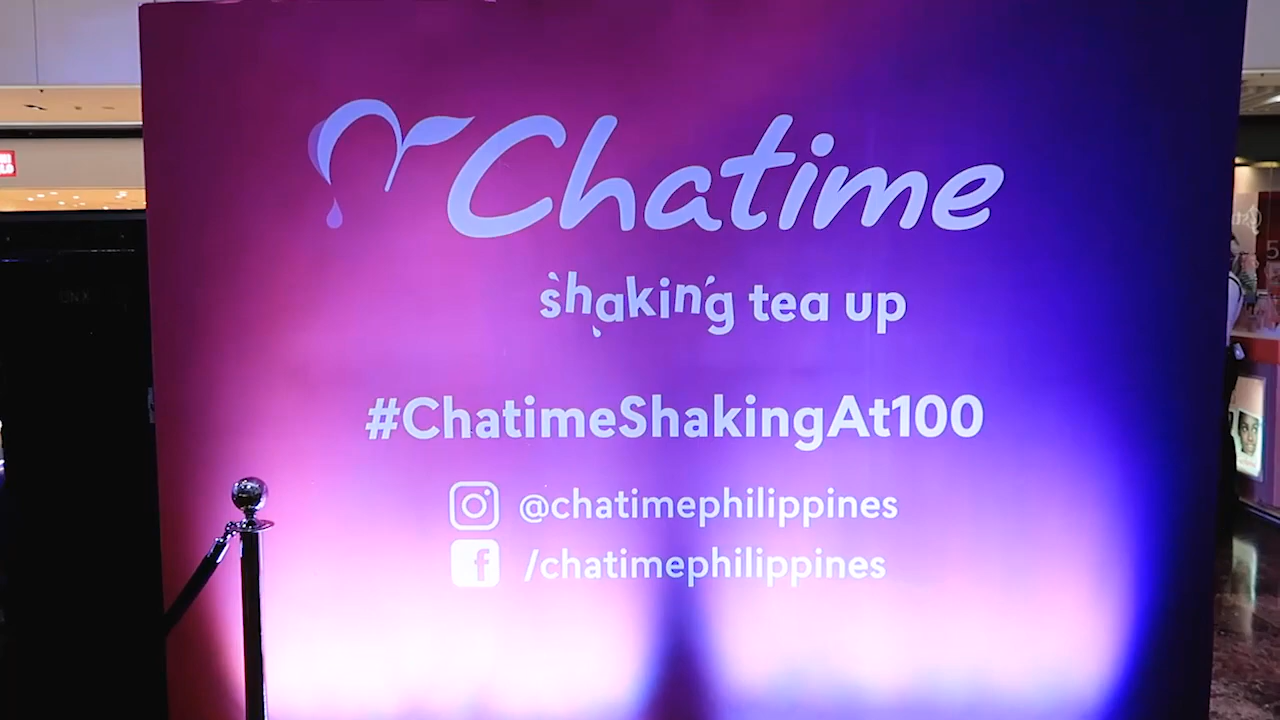 Chatime
shaking tea up
#ChatimeShakingAt100
@chatimephilippines
/chatimephilippines